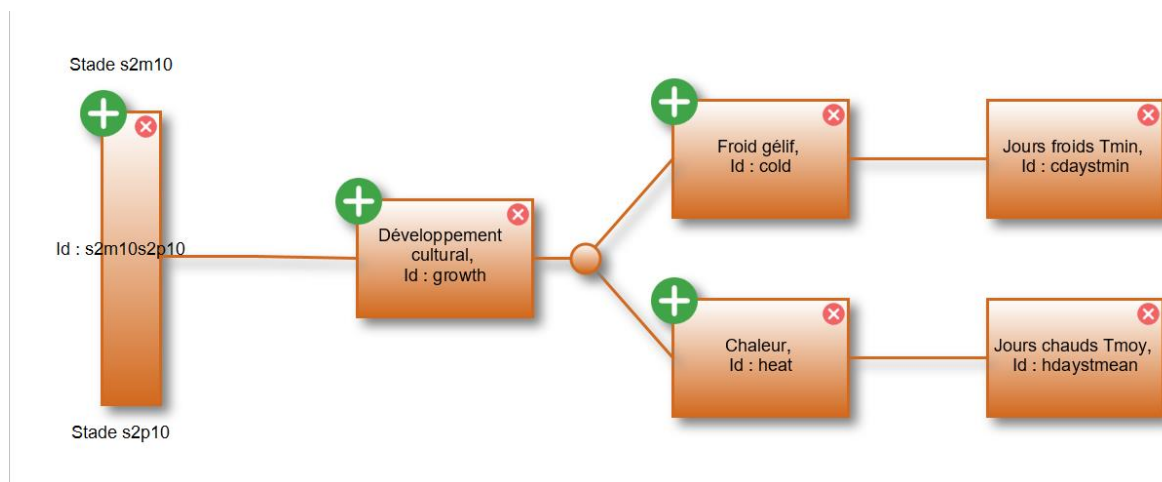 Stade s2m10
Id : s2m10s2p10
Stade s2p10
Développement
cultural,
Id : growth
Froid gélif,
Id : cold
Jours froids Tmin,
Id : cdaystmin
Chaleur,
Id : heat
Jours chauds Tmoy,
Id : hdaystmean